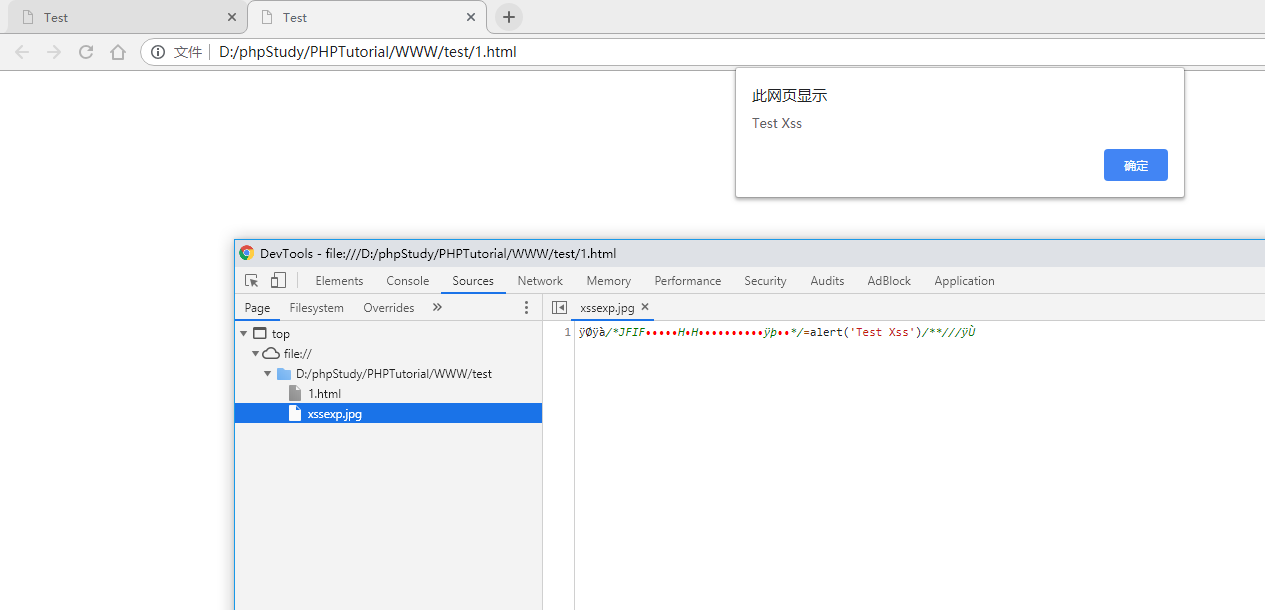 Test
Test
文件 D:/phpStudy/PHPTutorial/WWW/test/1.html
此网页显示
Test Xss
确定
DevTools - file:///D:/phpStudy/PHPTutorial/WWW/test/1.html
Elements Console Sources Network Memory Performance Security Audits AdBlock Application
Page Filesystem Overrides » xssexp.jpg ×
top
file://
D:/phpStudy/PHPTutorial/WWW/test
1.html
xssexp.jpg
1 ÿØÿà/*JFIF•••••H•H••••••••••ÿþ••*/=alert('Test Xss')/**///ÿÙ